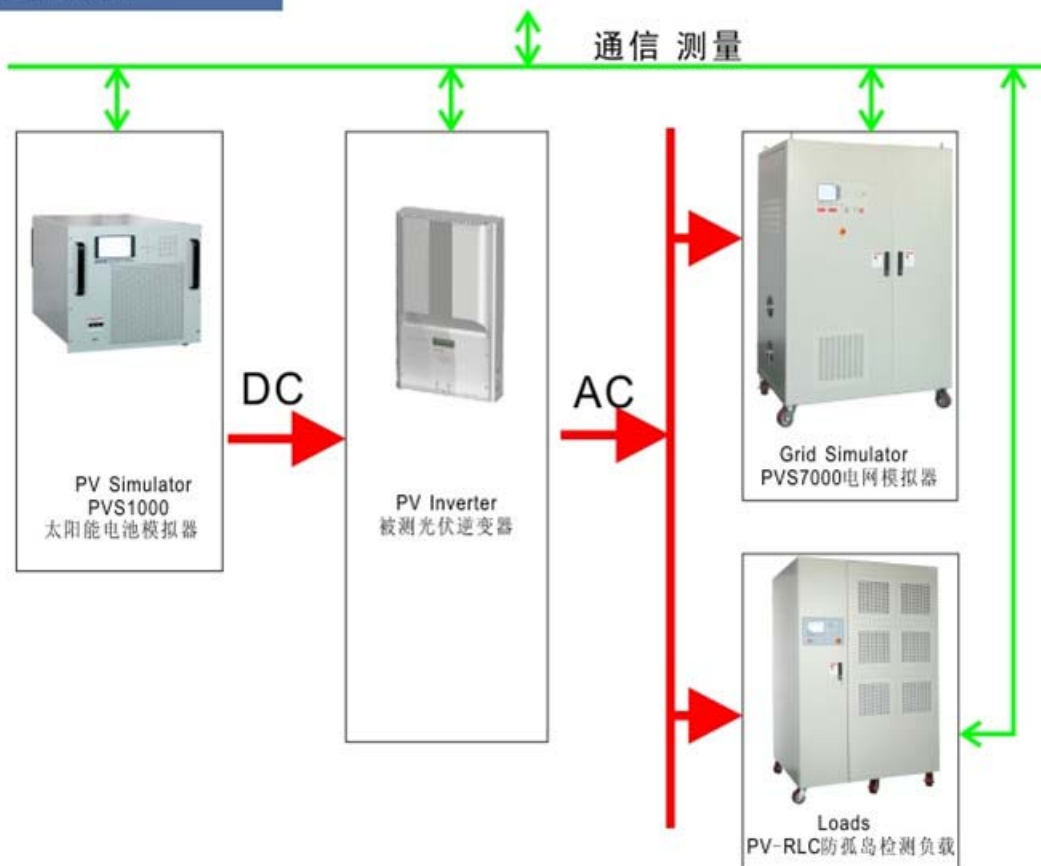 通信 测量
DC
AC
PV Simulator
PVS1000
太阳能电池模拟器
PV Inverter
被测光伏逆变器
Grid Simulator
PVS7000电网模拟器
Loads
PV-RLC防孤岛检测负载